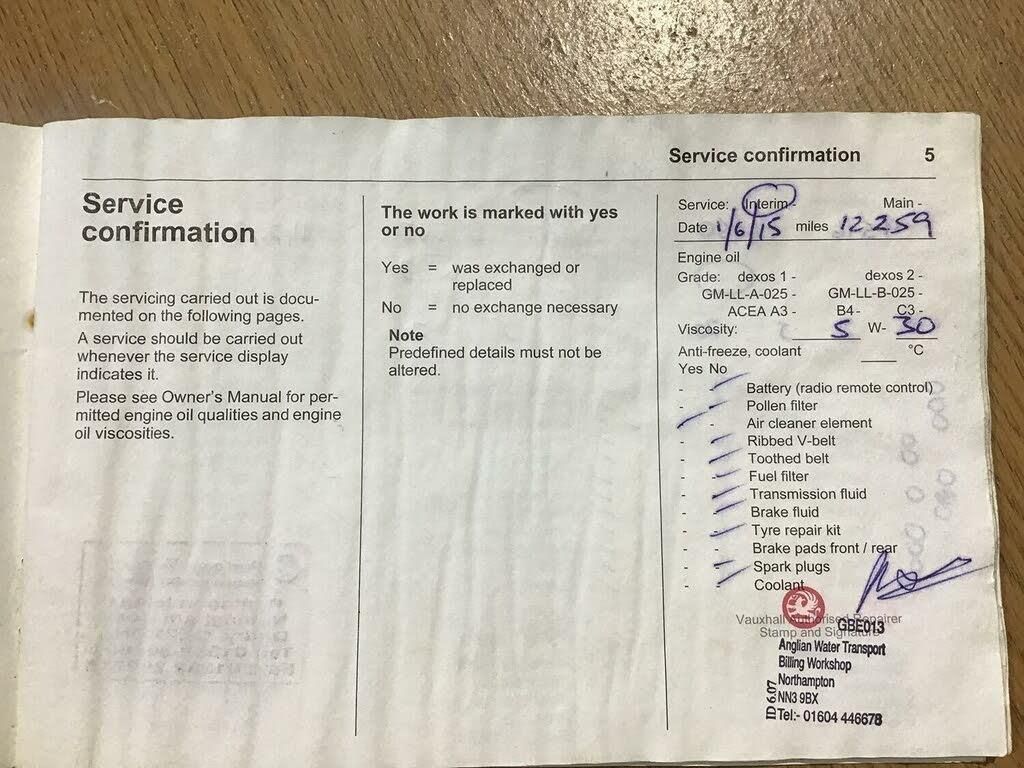 Service confirmation 5
Service
confirmation
The servicing carried out is docu-
mented on the following pages.
A service should be carried out
whenever the service display
indicates it.
Please see Owner's Manual for per-
mitted engine oil qualities and engine
oil viscosities.
The work is marked with yes
or no
Yes = was exchanged or
replaced
No = no exchange necessary
Note
Predefined details must not be
altered.
Service: Interim- Main -
Date 1/6/15 miles 12259
Engine oil
Grade: dexos 1 - dexos 2 -
GM-LL-A-025 - GM-LL-B-025 -
ACEA A3 - B4- C3-
Viscosity: 5 W- 30
Anti-freeze, coolant °C
Yes No
- - Battery (radio remote control)
- - Pollen filter
- - Air cleaner element
- - Ribbed V-belt
- - Toothed belt
- - Fuel filter
- - Transmission fluid
- - Brake fluid
- - Tyre repair kit
- - Brake pads front / rear
- - Spark plugs
- - Coolant
Vauxhall Authorised Repairer
Stamp and Signature
GBE013
Anglian Water Transport
Billing Workshop
Northampton
NN3 9BX
Tel:- 01604 446678
ID 6.07